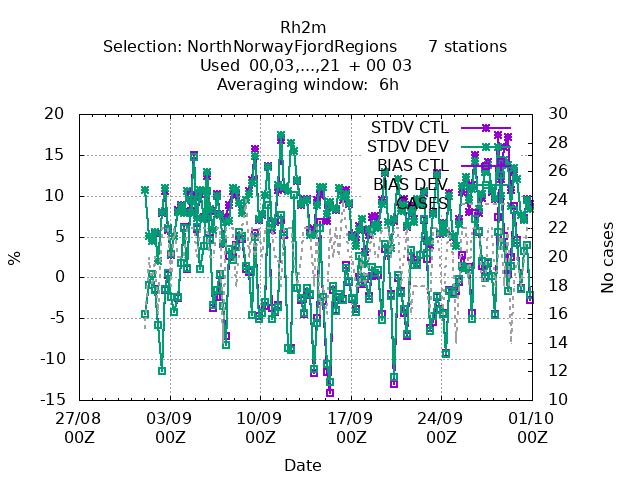 Rh2m
Selection: NorthNorwayFjordRegions 7 stations
Used 00,03,...,21 + 00 03
Averaging window: 6h
20 30
STDV CTL
28
STDV DEV
15
BIAS CTL
26
BIAS DEV
10 24
CASES
5 22
% No cases
20
0
18
-5 16
14
-10
12
-15 10
27/08 03/09 10/09 17/09 24/09 01/10
00Z 00Z 00Z 00Z 00Z 00Z
Date